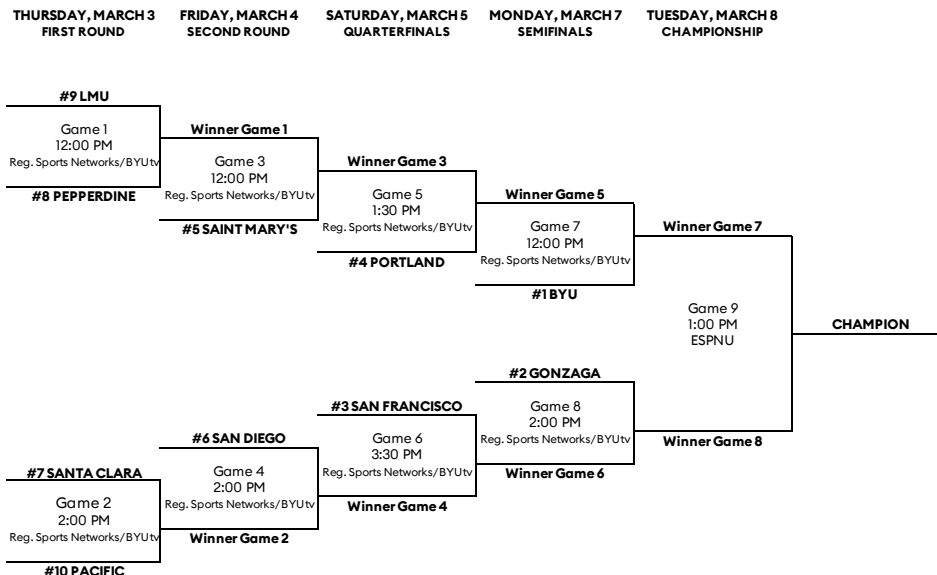 THURSDAY, MARCH 3
FIRST ROUND
FRIDAY, MARCH 4
SECOND ROUND
SATURDAY, MARCH 5
QUARTERFINALS
MONDAY, MARCH 7
SEMIFINALS
TUESDAY, MARCH 8
CHAMPIONSHIP
#9 LMU
Game 1
12:00 PM
Reg. Sports Networks/BYUtv
#8 PEPPERDINE
Winner Game 1
Game 3
12:00 PM
Reg. Sports Networks/BYUtv
#5 SAINT MARY'S
Winner Game 3
Game 5
1:30 PM
Reg. Sports Networks/BYUtv
#4 PORTLAND
Winner Game 5
Game 7
12:00 PM
Reg. Sports Networks/BYUtv
#1 BYU
Winner Game 7
Game 9
1:00 PM
ESPNU
CHAMPION
#2 GONZAGA
Game 8
2:00 PM
Reg. Sports Networks/BYUtv
Winner Game 6
Winner Game 8
#3 SAN FRANCISCO
Game 6
3:30 PM
Reg. Sports Networks/BYUtv
Winner Game 4
#6 SAN DIEGO
Game 4
2:00 PM
Reg. Sports Networks/BYUtv
Winner Game 2
#7 SANTA CLARA
Game 2
2:00 PM
Reg. Sports Networks/BYUtv
#10 PACIFIC